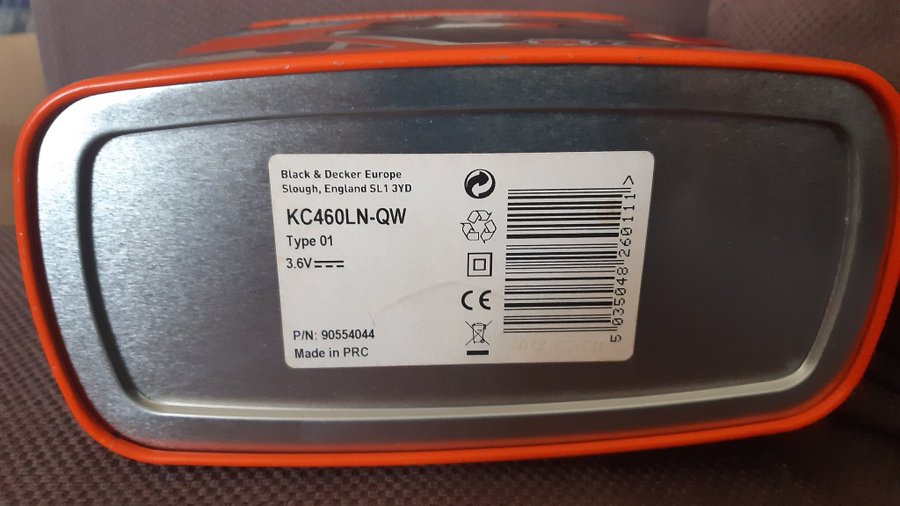 Black & Decker Europe
Slough, England SL1 3YD
KC460LN-QW
Type 01
3.6V
P/N: 90554044
Made in PRC
CE
5 035048 260111 >